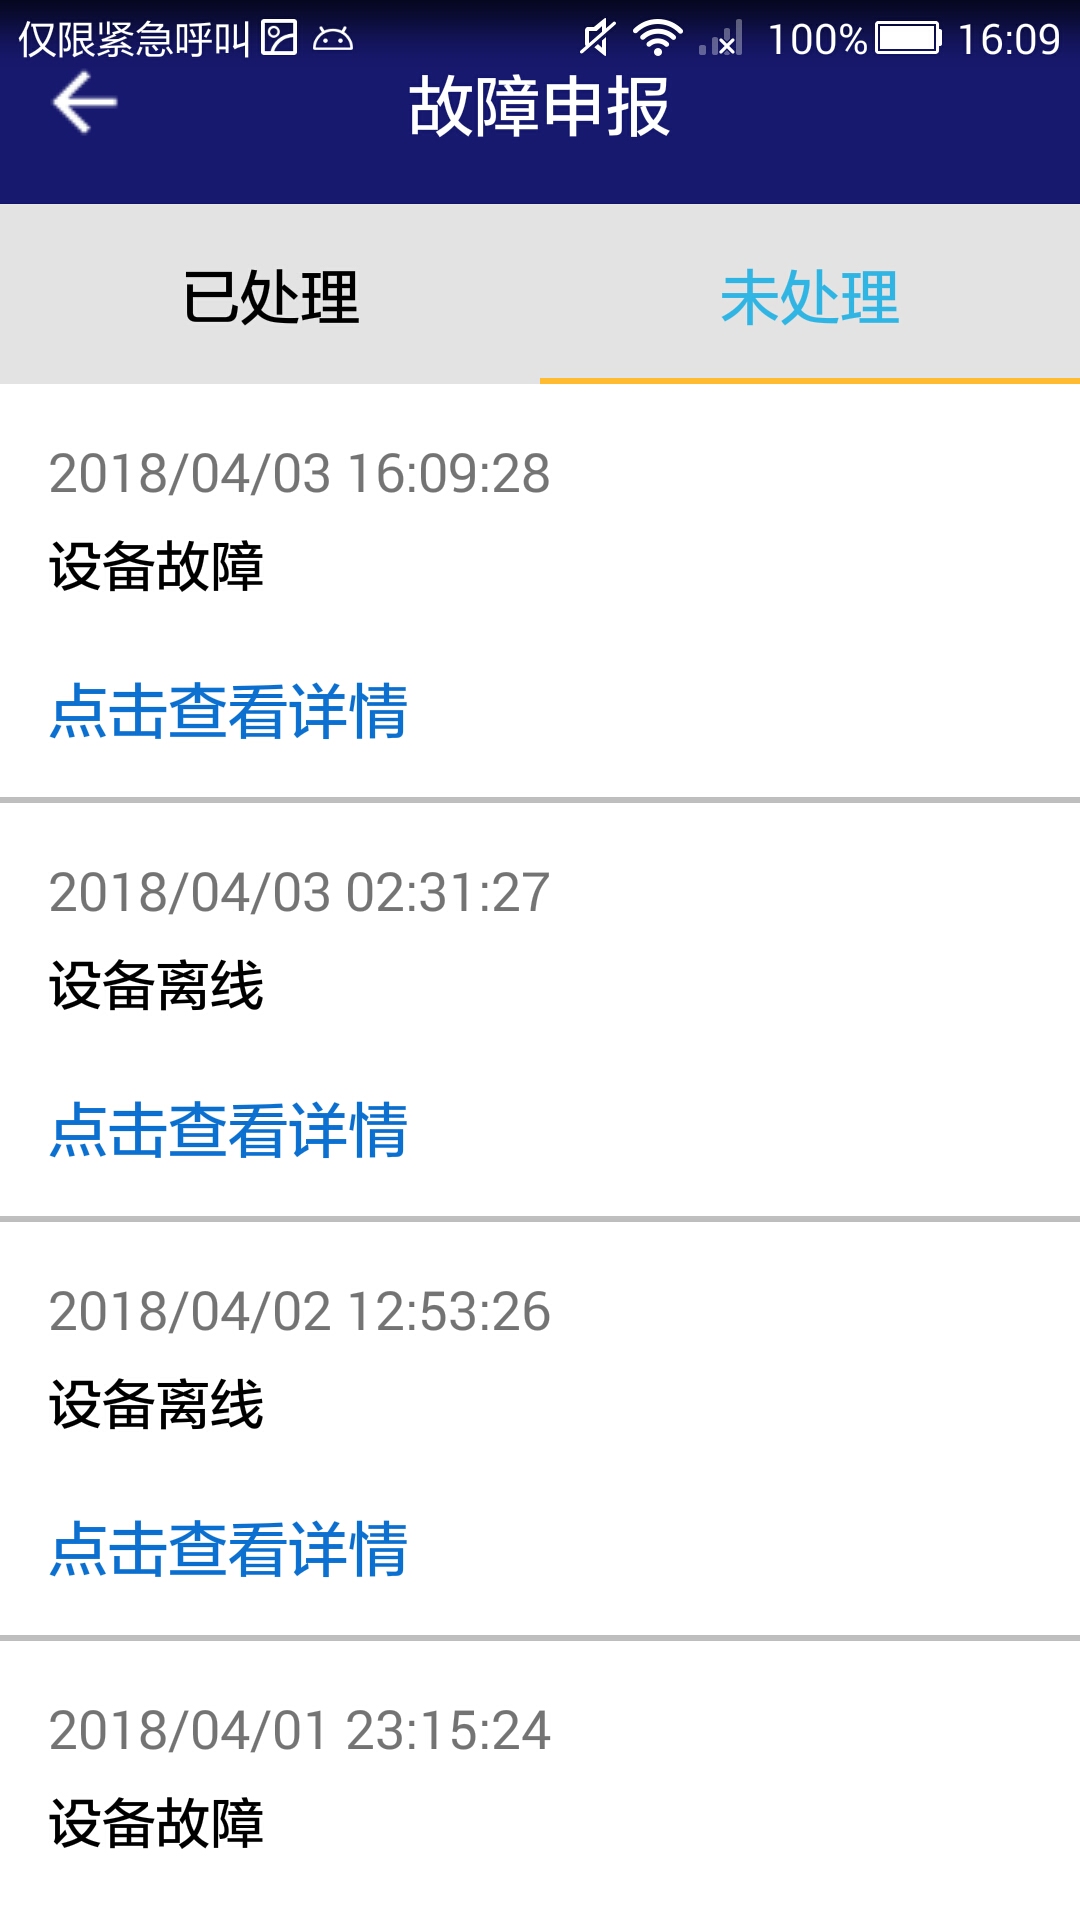 仅限紧急呼叫 100% 16:09
故障申报
已处理 未处理
2018/04/03 16:09:28
设备故障
点击查看详情
2018/04/03 02:31:27
设备离线
点击查看详情
2018/04/02 12:53:26
设备离线
点击查看详情
2018/04/01 23:15:24
设备故障